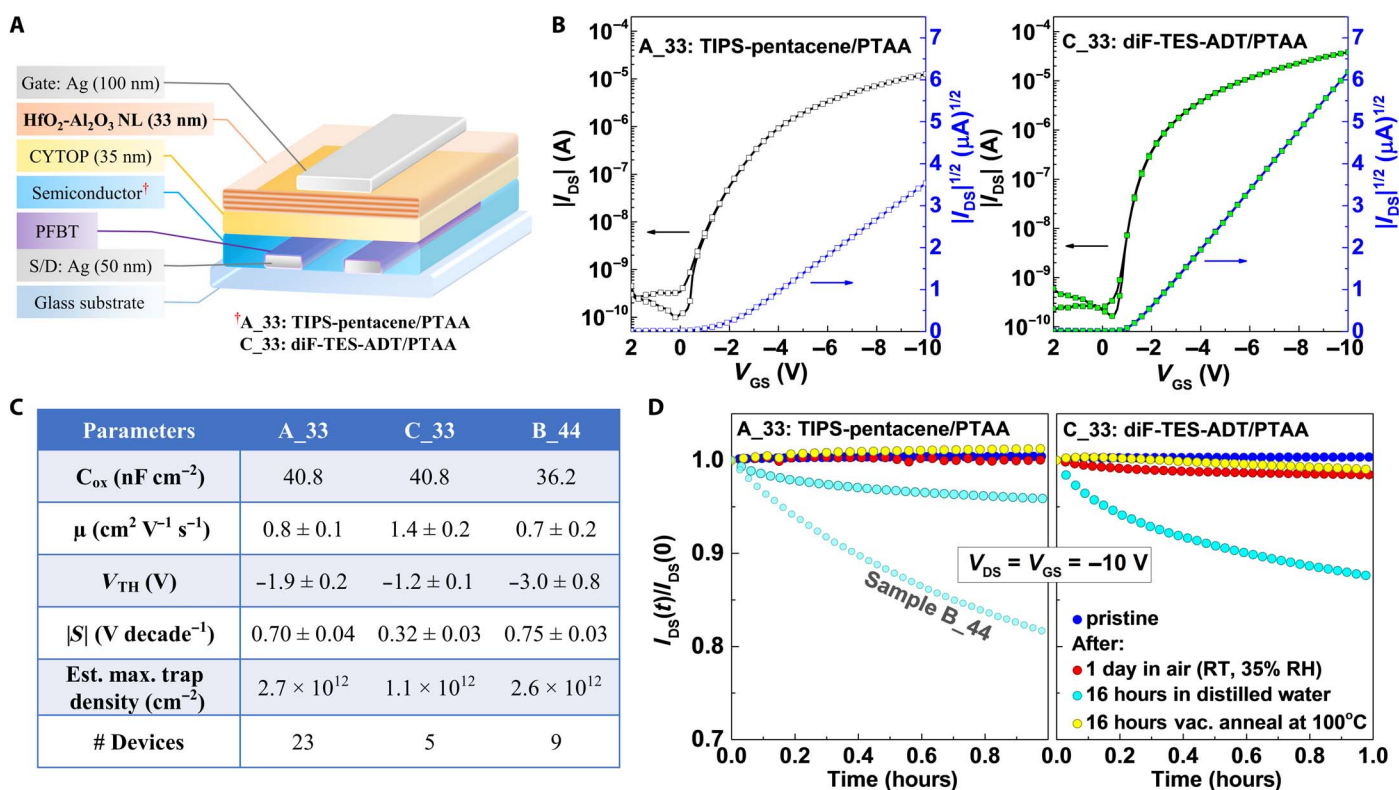 A
Gate: Ag (100 nm)
HfO₂-Al₂O₃ NL (33 nm)
CYTOP (35 nm)
Semiconductor†
PFBT
S/D: Ag (50 nm)
Glass substrate
†A_33: TIPS-pentacene/PTAA
C_33: diF-TES-ADT/PTAA
B
A_33: TIPS-pentacene/PTAA
10⁻⁴
10⁻⁵
10⁻⁶
10⁻⁷
10⁻⁸
10⁻⁹
10⁻¹⁰
|I_DS| (A)
7
6
5
4
3
2
1
0
|I_DS|^1/2 (μA)^1/2
2 0 −2 −4 −6 −8 −10
V_GS (V)
C_33: diF-TES-ADT/PTAA
10⁻⁴
10⁻⁵
10⁻⁶
10⁻⁷
10⁻⁸
10⁻⁹
10⁻¹⁰
|I_DS| (A)
7
6
5
4
3
2
1
0
|I_DS|^1/2 (μA)^1/2
2 0 −2 −4 −6 −8 −10
V_GS (V)
C
Parameters A_33 C_33 B_44
C_ox (nF cm⁻²) 40.8 40.8 36.2
μ (cm² V⁻¹ s⁻¹) 0.8 ± 0.1 1.4 ± 0.2 0.7 ± 0.2
V_TH (V) −1.9 ± 0.2 −1.2 ± 0.1 −3.0 ± 0.8
|S| (V decade⁻¹) 0.70 ± 0.04 0.32 ± 0.03 0.75 ± 0.03
Est. max. trap
density (cm⁻²) 2.7 × 10¹² 1.1 × 10¹² 2.6 × 10¹²
# Devices 23 5 9
D
A_33: TIPS-pentacene/PTAA
C_33: diF-TES-ADT/PTAA
1.0
0.9
0.8
0.7
I_DS(t)/I_DS(0)
V_DS = V_GS = −10 V
Sample B_44
pristine
After:
1 day in air (RT, 35% RH)
16 hours in distilled water
16 hours vac. anneal at 100°C
0.0 0.2 0.4 0.6 0.8 0.0 0.2 0.4 0.6 0.8 1.0
Time (hours)
Time (hours)